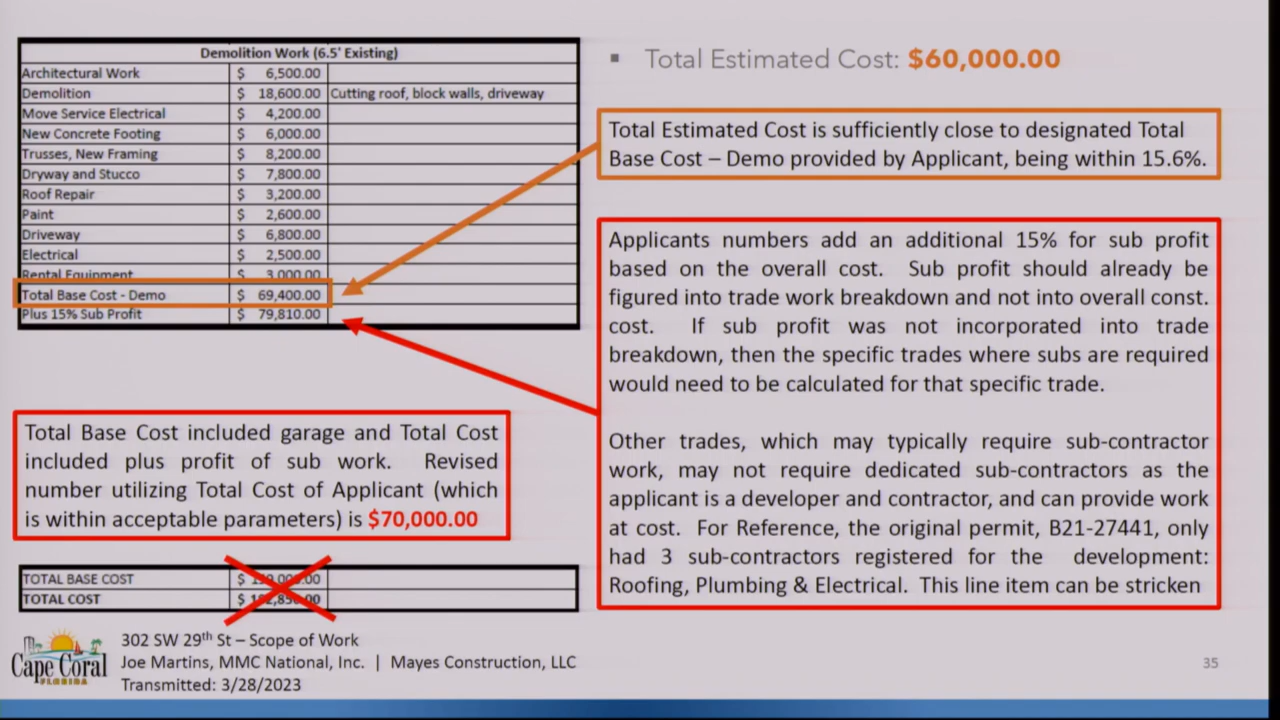 Demolition Work (6.5' Existing)
Architectural Work $ 6,500.00
Demolition $ 18,600.00 Cutting roof, block walls, driveway
Move Service Electrical $ 4,200.00
New Concrete Footing $ 6,000.00
Trusses, New Framing $ 8,200.00
Dryway and Stucco $ 7,800.00
Roof Repair $ 3,200.00
Paint $ 2,600.00
Driveway $ 6,800.00
Electrical $ 2,500.00
Rental Equipment $ 3,000.00
Total Base Cost - Demo $ 69,400.00
Plus 15% Sub Profit $ 79,810.00
Total Estimated Cost: $60,000.00
Total Estimated Cost is sufficiently close to designated Total
Base Cost – Demo provided by Applicant, being within 15.6%.
Applicants numbers add an additional 15% for sub profit
based on the overall cost. Sub profit should already be
figured into trade work breakdown and not into overall const.
cost. If sub profit was not incorporated into trade
breakdown, then the specific trades where subs are required
would need to be calculated for that specific trade.
Other trades, which may typically require sub-contractor
work, may not require dedicated sub-contractors as the
applicant is a developer and contractor, and can provide work
at cost. For Reference, the original permit, B21-27441, only
had 3 sub-contractors registered for the development:
Roofing, Plumbing & Electrical. This line item can be stricken
Total Base Cost included garage and Total Cost
included plus profit of sub work. Revised
number utilizing Total Cost of Applicant (which
is within acceptable parameters) is $70,000.00
TOTAL BASE COST $
TOTAL COST $
Cape Coral
FLORIDA
302 SW 29th St – Scope of Work
Joe Martins, MMC National, Inc. | Mayes Construction, LLC
Transmitted: 3/28/2023
35